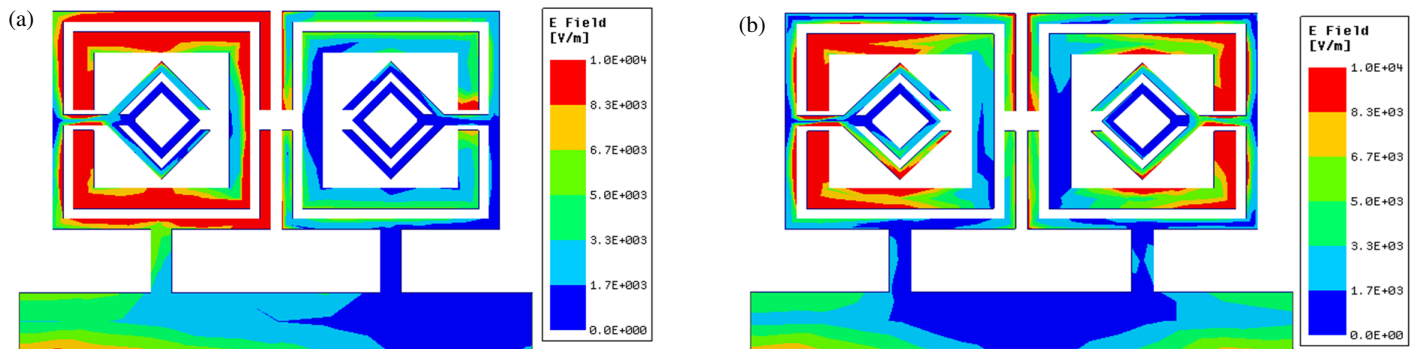 (a)
E Field
[V/m]
1.0E+004
8.3E+003
6.7E+003
5.0E+003
3.3E+003
1.7E+003
0.0E+000
(b)
E Field
[V/m]
1.0E+04
8.3E+03
6.7E+03
5.0E+03
3.3E+03
1.7E+03
0.0E+00